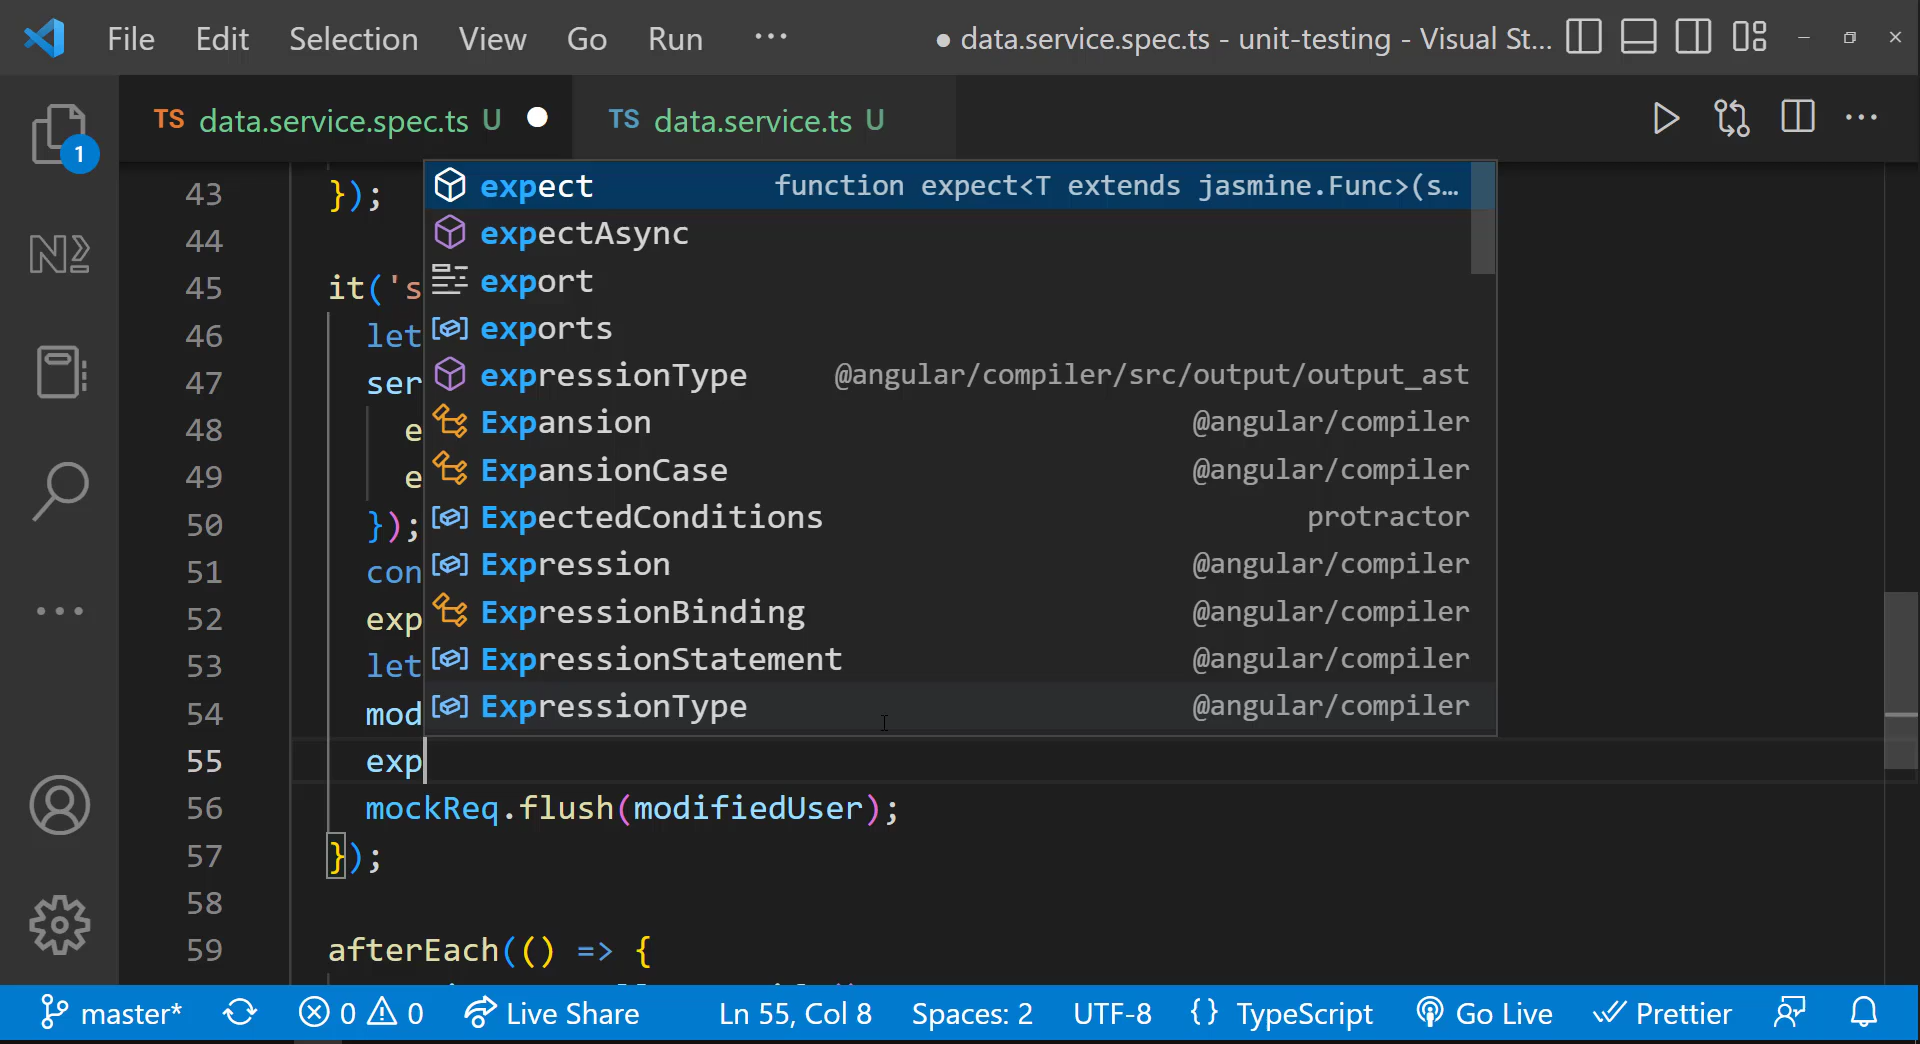 File Edit Selection View Go Run ··· ● data.service.spec.ts - unit-testing - Visual St...
TS data.service.spec.ts U ● TS data.service.ts U
1
43 });
44
45 it('s
46 let
47 ser
48 e
49 e
50 });
51 con
52 exp
53 let
54 mod
55 exp
56 mockReq.flush(modifiedUser);
57 });
58
59 afterEach(() => {
expect function expect<T extends jasmine.Func>(s...
expectAsync
export
exports
expressionType @angular/compiler/src/output/output_ast
Expansion @angular/compiler
ExpansionCase @angular/compiler
ExpectedConditions protractor
Expression @angular/compiler
ExpressionBinding @angular/compiler
ExpressionStatement @angular/compiler
ExpressionType @angular/compiler
master* 0 0 Live Share Ln 55, Col 8 Spaces: 2 UTF-8 {} TypeScript Go Live Prettier